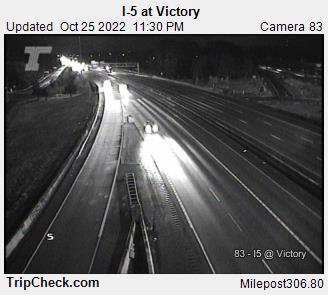 I-5 at Victory
Updated Oct 25 2022 11:30 PM Camera 83
T
S
83 - I5 @ Victory
TripCheck.com Milepost306.80